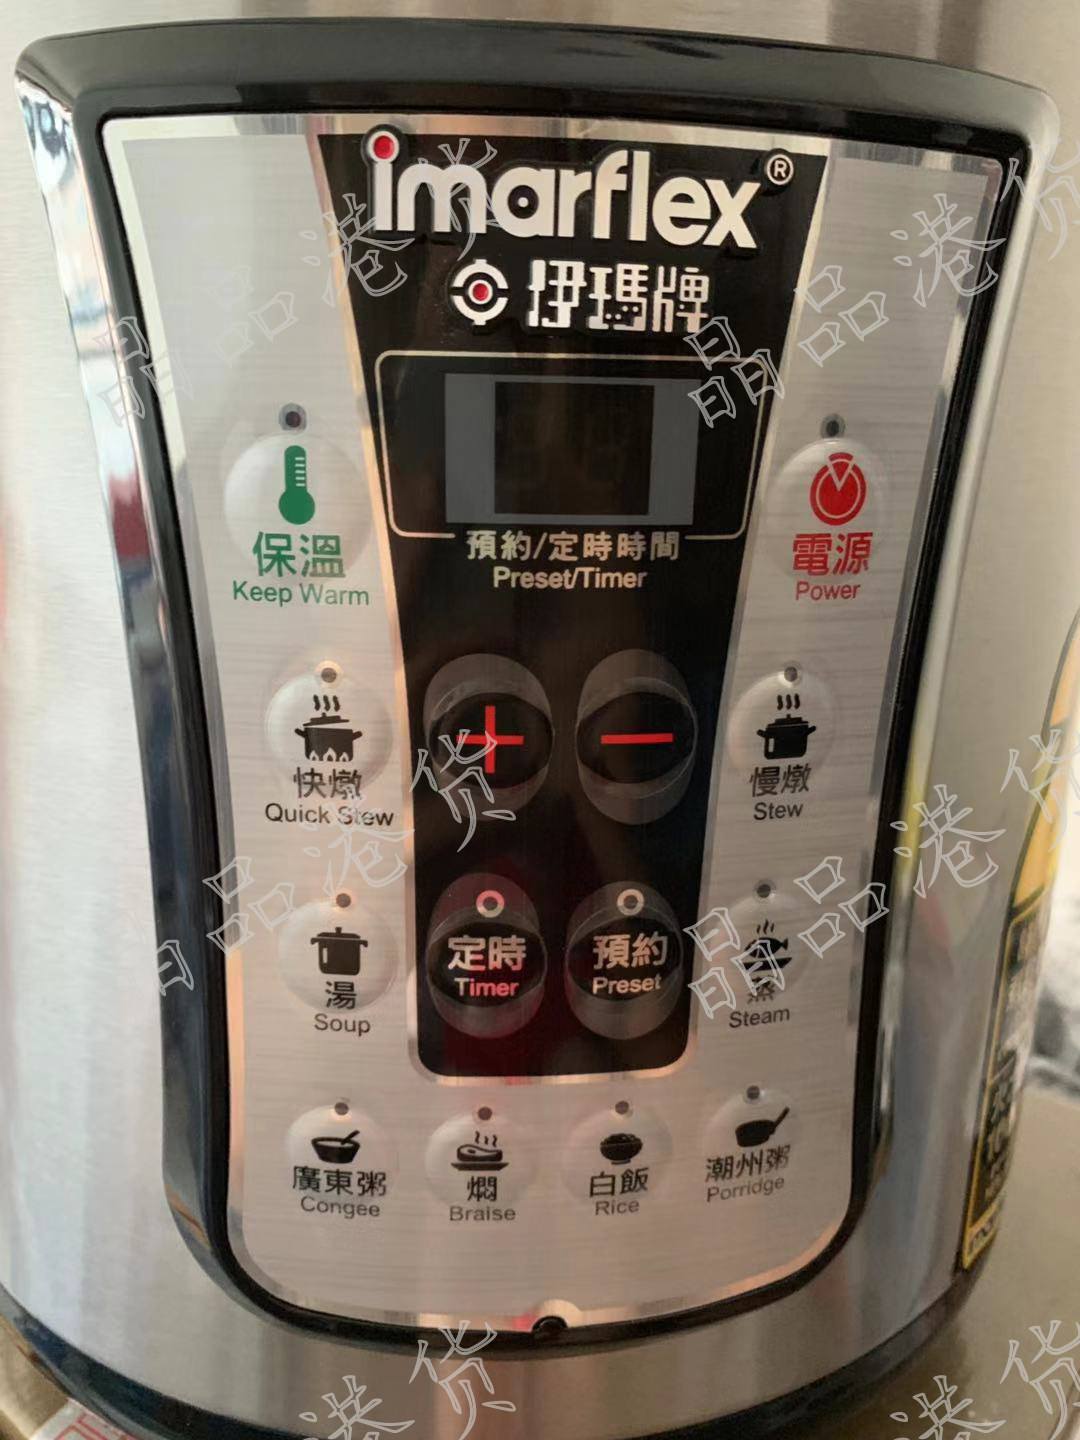 imarflex®
伊瑪牌
預約/定時時間
Preset/Timer
保溫
Keep Warm
電源
Power
快燉
Quick Stew
慢燉
Stew
定時
Timer
預約
Preset
湯
Soup
蒸
Steam
廣東粥
Congee
燜
Braise
白飯
Rice
潮州粥
Porridge
晶品港货
晶品港货
晶品港货
晶品港货
港货
港货